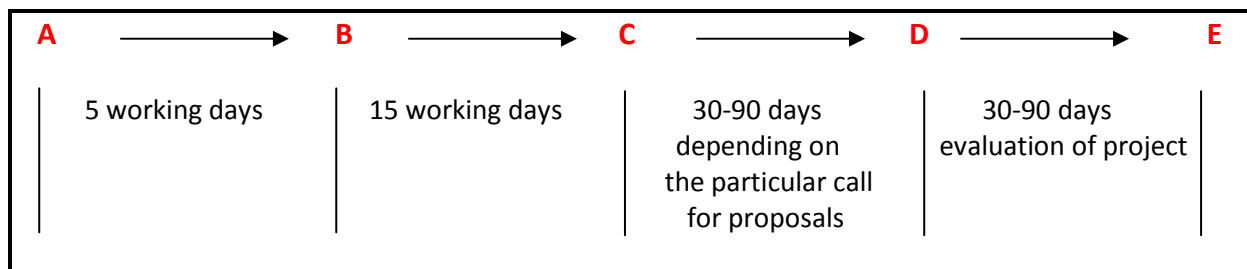 A B C D E
5 working days
15 working days
30-90 days
depending on
the particular call
for proposals
30-90 days
evaluation of project